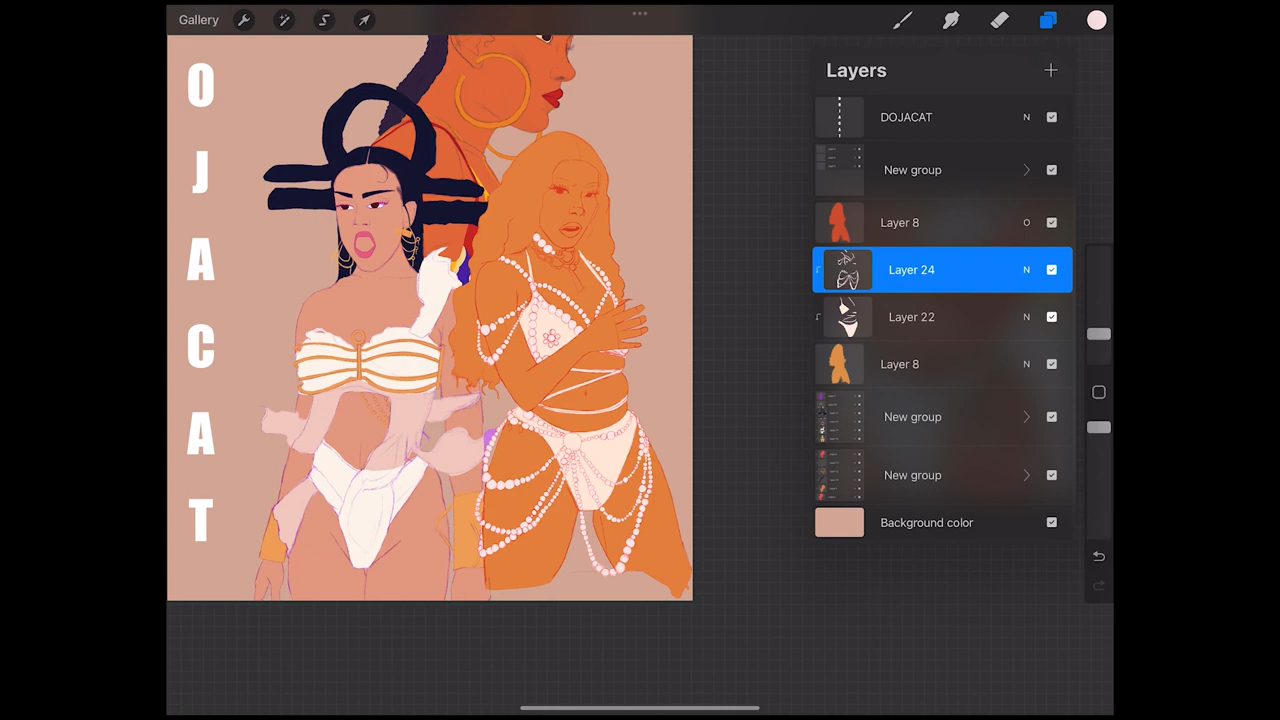 Gallery
O
J
A
C
A
T
Layers
DOJACAT N
New group
Layer 8 O
Layer 24 N
Layer 22 N
Layer 8 N
New group
New group
Background color